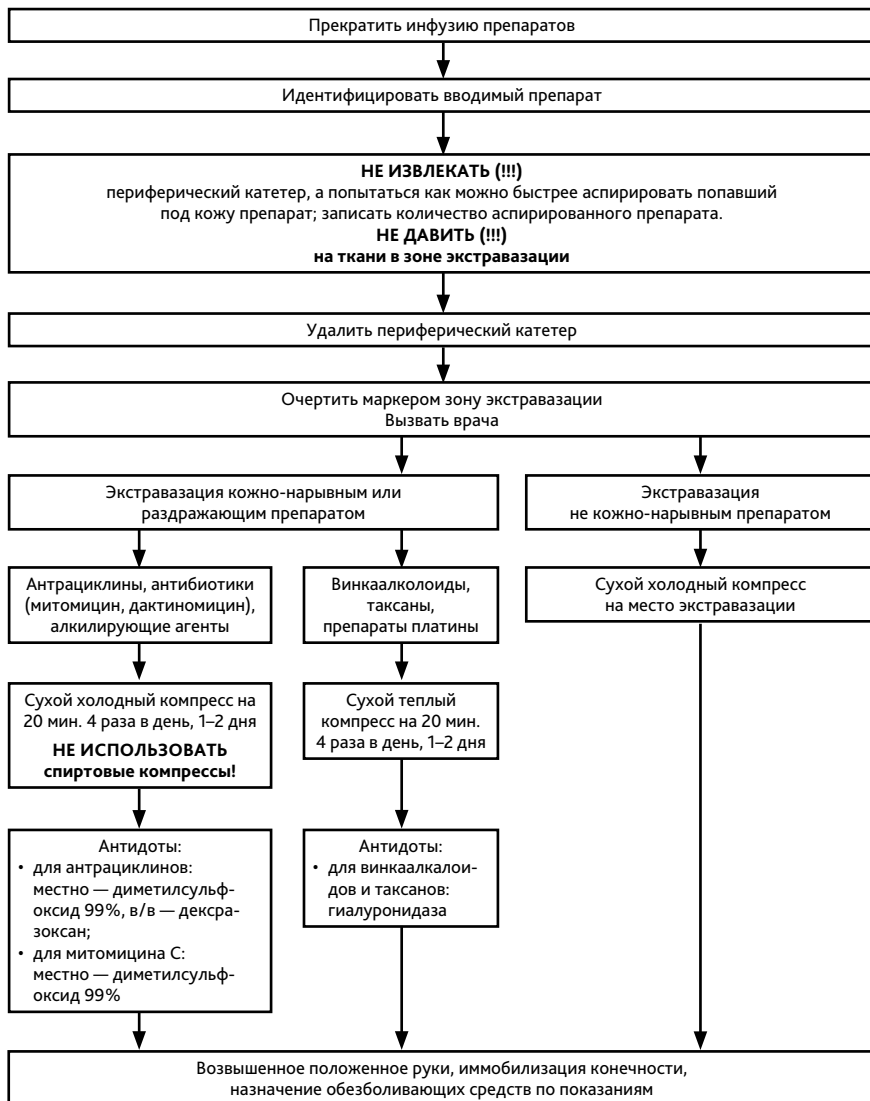 Прекратить инфузию препаратов
Идентифицировать вводимый препарат
НЕ ИЗВЛЕКАТЬ (!!!)
периферический катетер, а попытаться как можно быстрее аспирировать попавший
под кожу препарат; записать количество аспирированного препарата.
НЕ ДАВИТЬ (!!!)
на ткани в зоне экстравазации
Удалить периферический катетер
Очертить маркером зону экстравазации
Вызвать врача
Экстравазация кожно-нарывным или
раздражающим препаратом
Экстравазация
не кожно-нарывным препаратом
Антрациклины, антибиотики
(митомицин, дактиномицин),
алкилирующие агенты
Винкаалколоиды,
таксаны,
препараты платины
Сухой холодный компресс
на место экстравазации
Сухой холодный компресс на
20 мин. 4 раза в день, 1–2 дня
НЕ ИСПОЛЬЗОВАТЬ
спиртовые компрессы!
Сухой теплый
компресс на 20 мин.
4 раза в день, 1–2 дня
Антидоты:
• для антрациклинов:
местно — диметилсульф-
оксид 99%, в/в — дексра-
зоксан;
• для митомицина С:
местно — диметилсульф-
оксид 99%
Антидоты:
• для винкаалкалои-
дов и таксанов:
гиалуронидаза
Возвышенное положенное руки, иммобилизация конечности,
назначение обезболивающих средств по показаниям